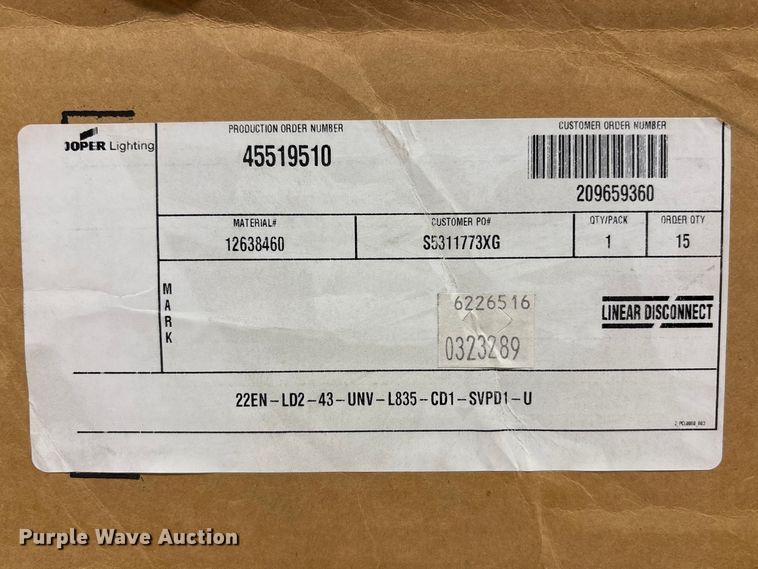 JOPER Lighting
PRODUCTION ORDER NUMBER
45519510
CUSTOMER ORDER NUMBER
209659360
MATERIAL#
12638460
CUSTOMER PO#
S5311773XG
QTY/PACK
1
ORDER QTY
15
MARK
6226516
0323289
LINEAR DISCONNECT
22EN-LD2-43-UNV-L835-CD1-SVPD1-U
Purple Wave Auction